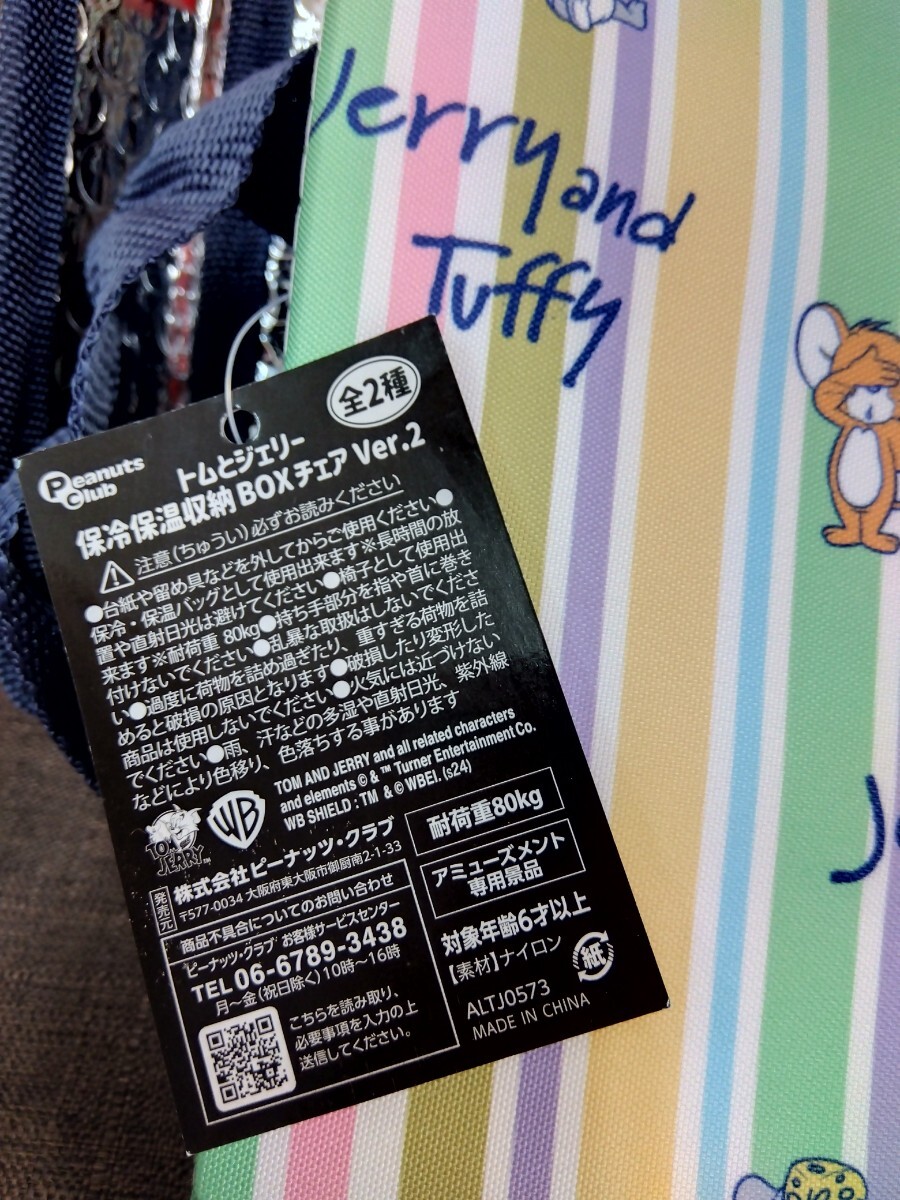 Jerry and
Tuffy
Peanuts
Club
全2種
トムとジェリー
保冷保温収納BOXチェア Ver.2
注意(ちゅうい)必ずお読みください
●台紙や留め具などを外してからご使用ください●
保冷・保温バッグとして使用出来ます※長時間の放
置や直射日光は避けてください●椅子として使用出
来ます※耐荷重 80kg●持ち手部分を指や首に巻き
付けないでください●乱暴な取扱はしないでくださ
い●過度に荷物を詰め過ぎたり、重すぎる荷物を詰
めると破損の原因となります●破損したり変形した
商品は使用しないでください●火気には近づけない
でください●雨、汗などの多湿や直射日光、紫外線
などにより色移り、色落ちする事があります
TOM AND JERRY and all related characters
and elements © & ™ Turner Entertainment Co.
WB SHIELD : TM & © WBEI. (s24)
TOM
JERRY
WB
発売元
株式会社ピーナッツ・クラブ
〒577-0034 大阪府東大阪市御厨南2-1-33
商品不具合についてのお問い合わせ
ピーナッツ・クラブ お客様サービスセンター
TEL 06-6789-3438
月～金(祝日除く)10時～16時
こちらを読み取り、
必要事項を入力の上
送信してください。
耐荷重80kg
アミューズメント
専用景品
対象年齢6才以上
【素材】ナイロン
紙
ALTJ0573
MADE IN CHINA
Je